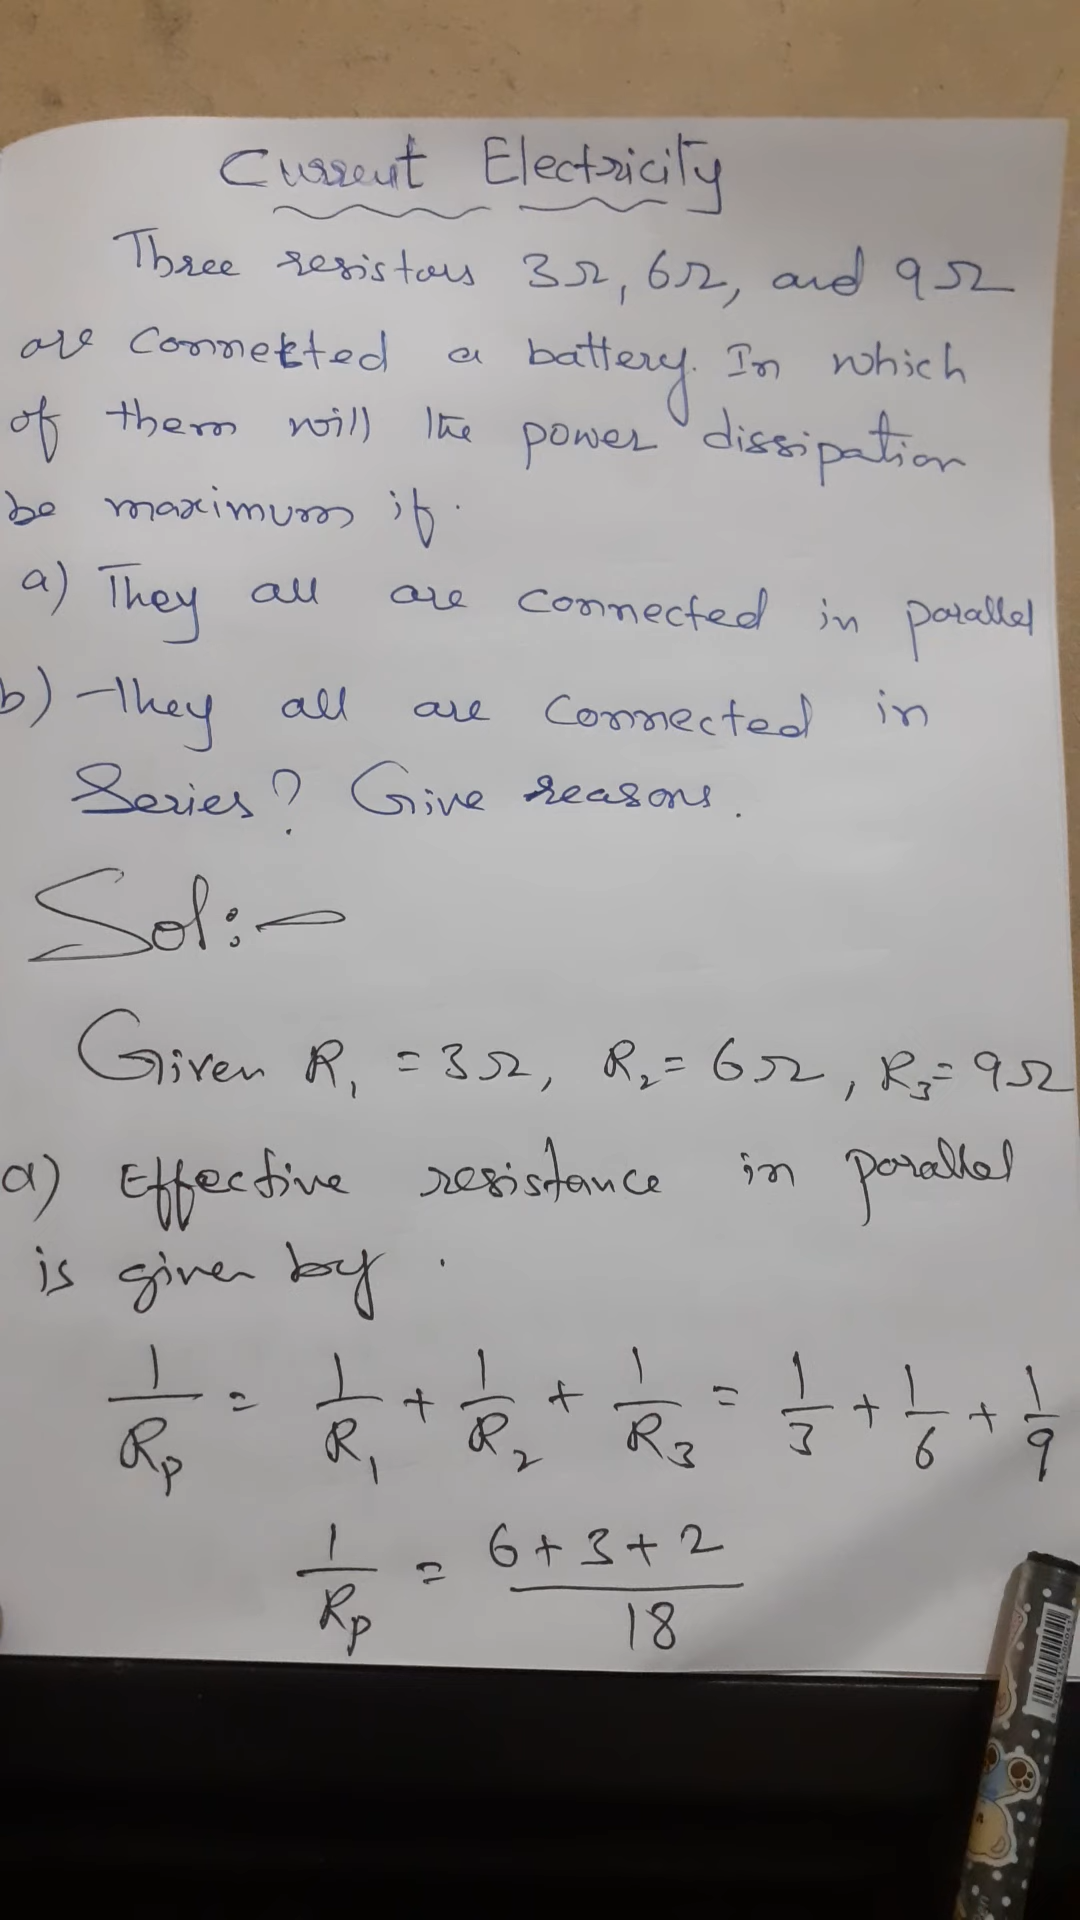 Current Electricity
Three resistors 3Ω, 6Ω, and 9Ω
are connected a battery. In which
of them will the power dissipation
be maximum if.
a) They all are connected in parallel
b) They all are connected in
Series? Give reasons.
Sol:-
Given R₁ = 3Ω, R₂ = 6Ω, R₃ = 9Ω
a) Effective resistance in parallel
is given by.
1/Rp = 1/R₁ + 1/R₂ + 1/R₃ = 1/3 + 1/6 + 1/9
1/Rp = (6+3+2)/18